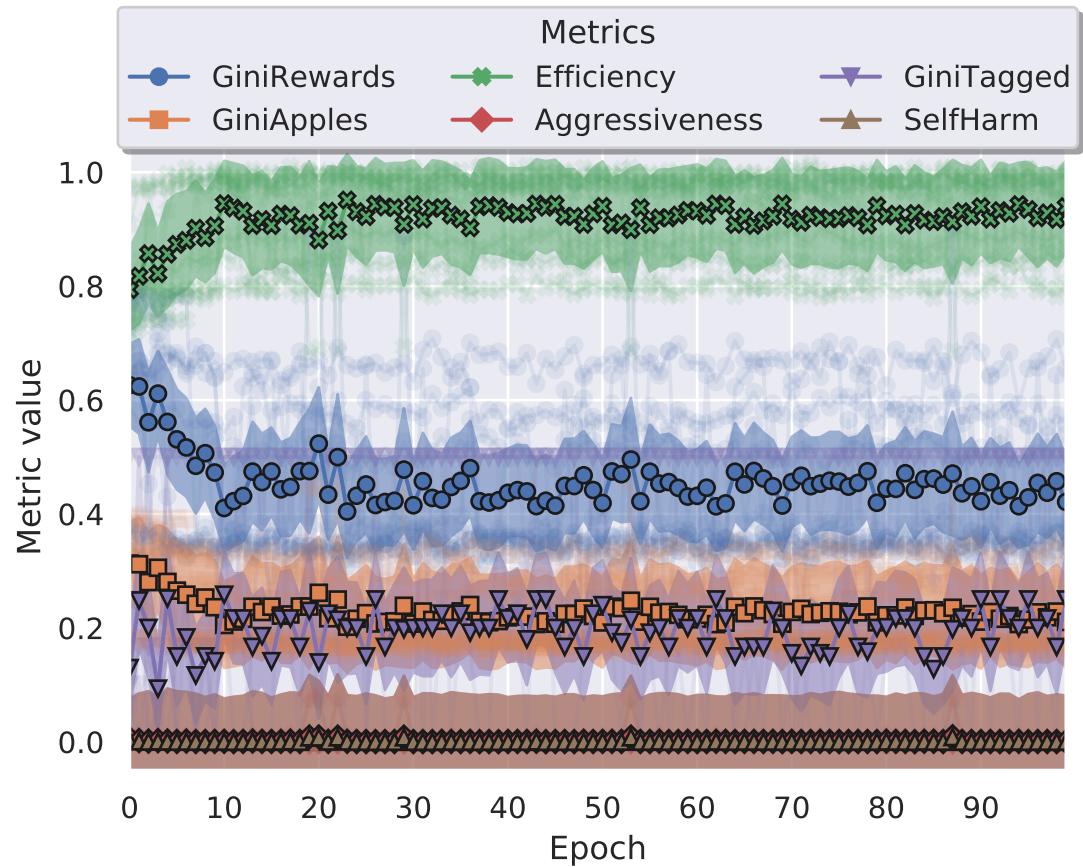 Metrics
GiniRewards Efficiency GiniTagged
GiniApples Aggressiveness SelfHarm
1.0
0.8
0.6
0.4
0.2
0.0
Metric value
0 10 20 30 40 50 60 70 80 90
Epoch